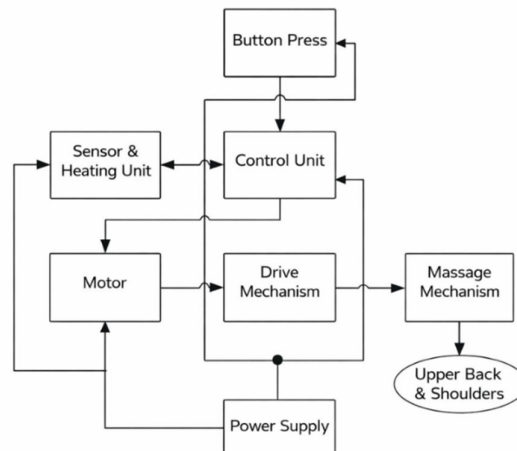 Button Press
Sensor &
Heating Unit
Control Unit
Motor
Drive
Mechanism
Massage
Mechanism
Upper Back
& Shoulders
Power Supply